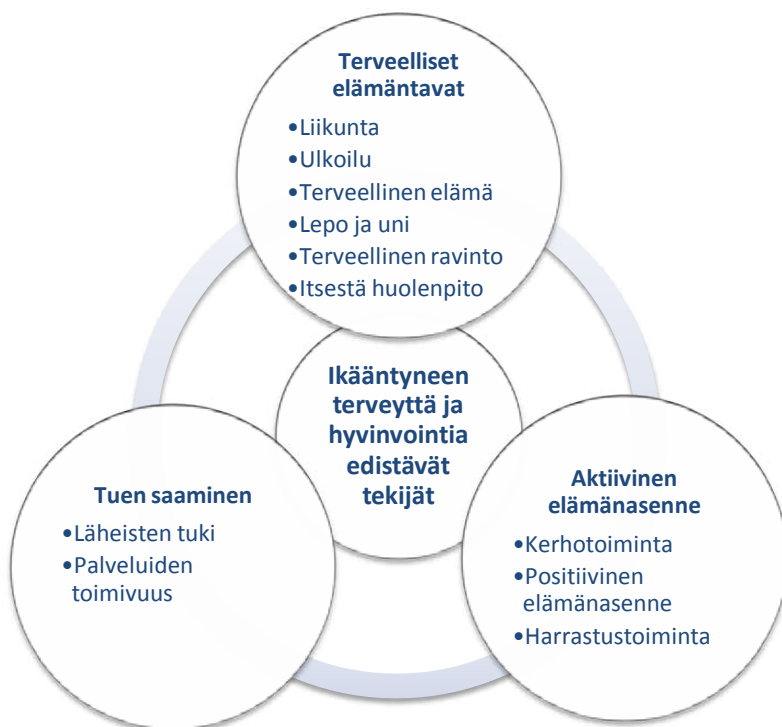 Terveelliset
elämäntavat
•Liikunta
•Ulkoilu
•Terveellinen elämä
•Lepo ja uni
•Terveellinen ravinto
•Itsestä huolenpito
Ikääntyneen
terveyttä ja
hyvinvointia
edistävät
tekijät
Tuen saaminen
•Läheisten tuki
•Palveluiden
toimivuus
Aktiivinen
elämänasenne
•Kerhotoiminta
•Positiivinen
elämänasenne
•Harrastustoiminta